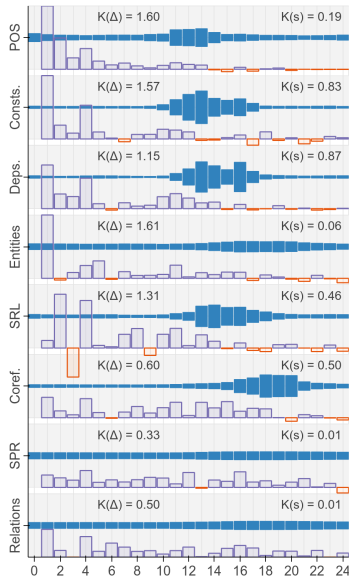 POS
K(Δ) = 1.60 K(s) = 0.19
Consts.
K(Δ) = 1.57 K(s) = 0.83
Deps.
K(Δ) = 1.15 K(s) = 0.87
Entities
K(Δ) = 1.61 K(s) = 0.06
SRL
K(Δ) = 1.31 K(s) = 0.46
Coref.
K(Δ) = 0.60 K(s) = 0.50
SPR
K(Δ) = 0.33 K(s) = 0.01
Relations
K(Δ) = 0.50 K(s) = 0.01
0 2 4 6 8 10 12 14 16 18 20 22 24